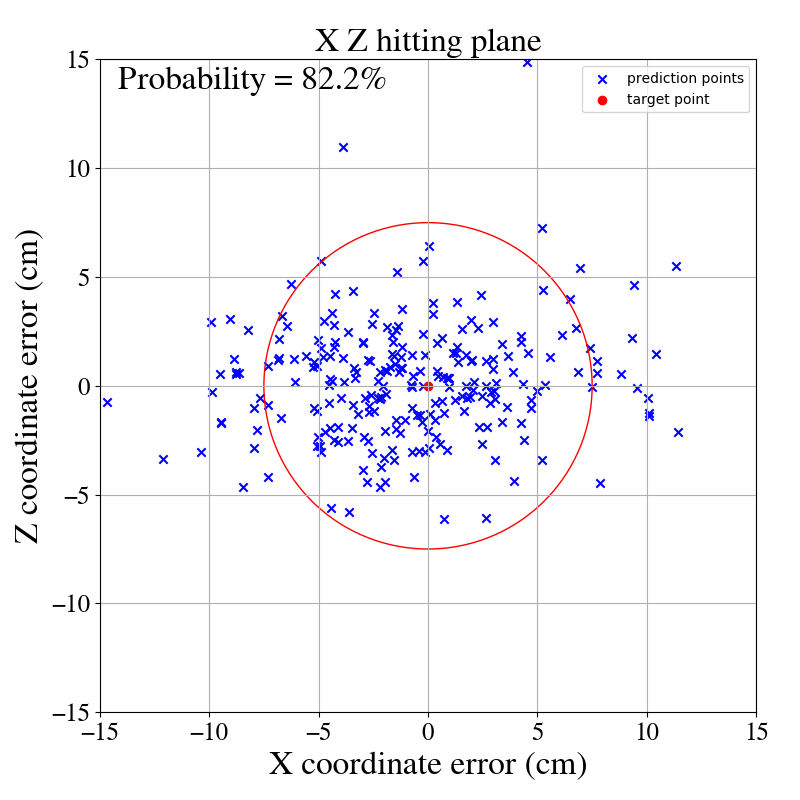 X Z hitting plane
Probability = 82.2%
prediction points
target point
Z coordinate error (cm)
15
10
5
0
−5
−10
−15
−15
−10
−5
0
5
10
15
X coordinate error (cm)